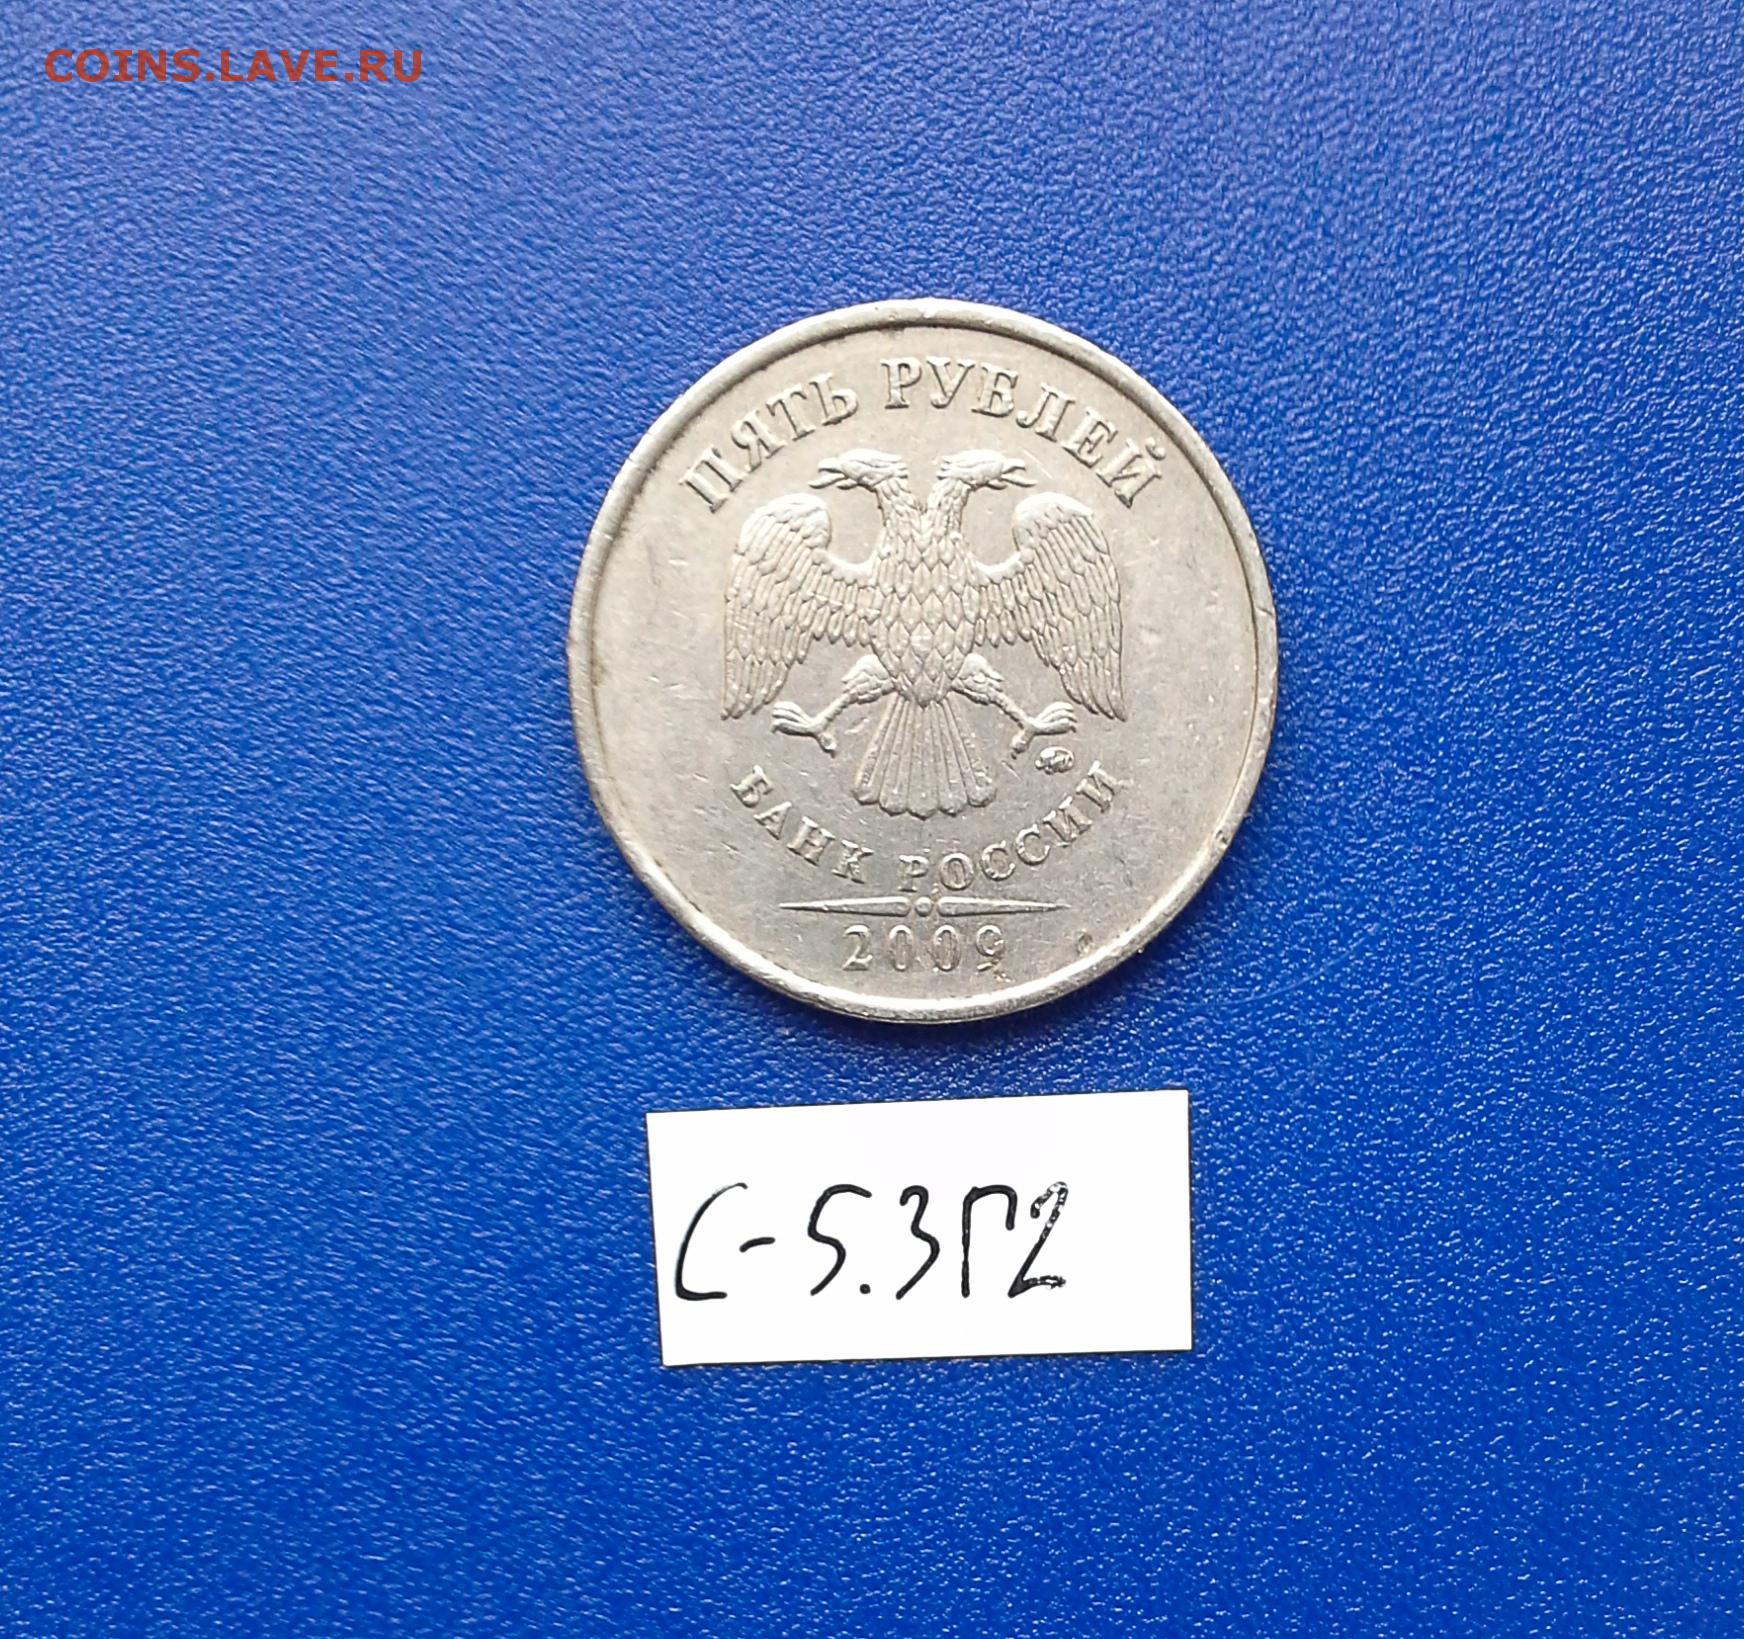 COINS.LAVE.RU
ПЯТЬ РУБЛЕЙ
БАНК РОССИИ
2009
С-5.3Г2